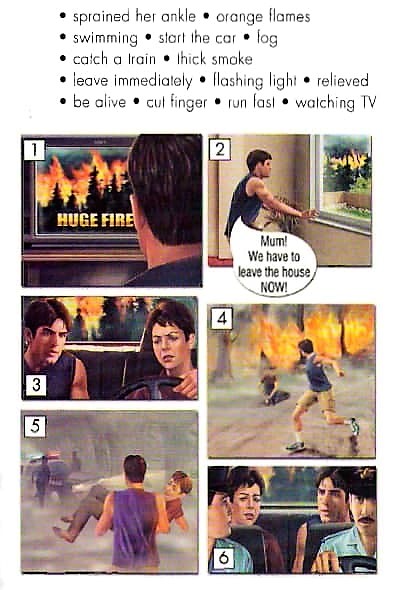 • sprained her ankle • orange flames
• swimming • start the car • fog
• catch a train • thick smoke
• leave immediately • flashing light • relieved
• be alive • cut finger • run fast • watching TV
1
HUGE FIRE
2
Mum!
We have to
leave the house
NOW!
3
4
5
6